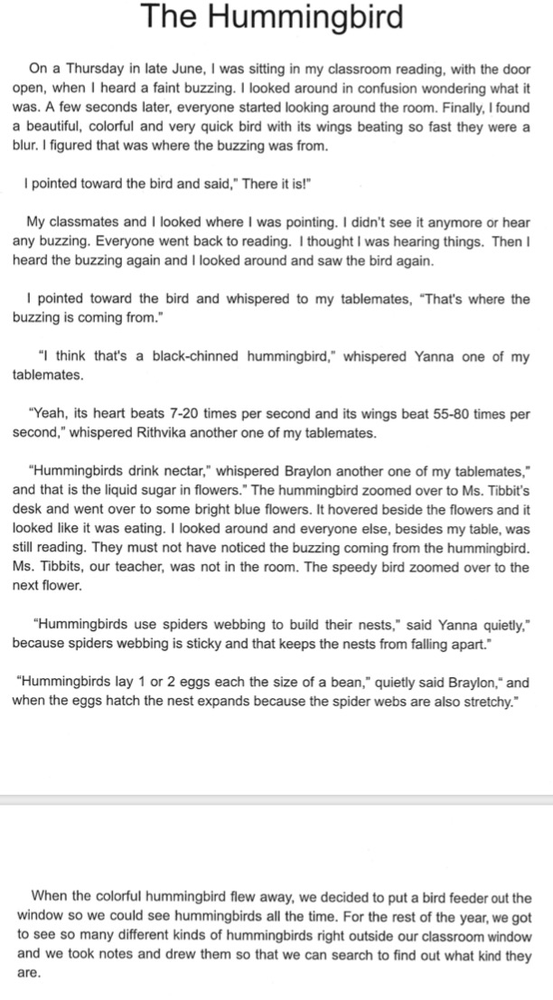 The Hummingbird
On a Thursday in late June, I was sitting in my classroom reading, with the door
open, when I heard a faint buzzing. I looked around in confusion wondering what it
was. A few seconds later, everyone started looking around the room. Finally, I found
a beautiful, colorful and very quick bird with its wings beating so fast they were a
blur. I figured that was where the buzzing was from.
I pointed toward the bird and said,” There it is!”
My classmates and I looked where I was pointing. I didn't see it anymore or hear
any buzzing. Everyone went back to reading.  I thought I was hearing things.  Then I
heard the buzzing again and I looked around and saw the bird again.
I pointed toward the bird and whispered to my tablemates, “That's where the
buzzing is coming from.”
“I think that's a black-chinned hummingbird,” whispered Yanna one of my
tablemates.
“Yeah, its heart beats 7-20 times per second and its wings beat 55-80 times per
second,” whispered Rithvika another one of my tablemates.
“Hummingbirds drink nectar,” whispered Braylon another one of my tablemates,”
and that is the liquid sugar in flowers.” The hummingbird zoomed over to Ms. Tibbit's
desk and went over to some bright blue flowers. It hovered beside the flowers and it
looked like it was eating. I looked around and everyone else, besides my table, was
still reading. They must not have noticed the buzzing coming from the hummingbird.
Ms. Tibbits, our teacher, was not in the room. The speedy bird zoomed over to the
next flower.
“Hummingbirds use spiders webbing to build their nests,” said Yanna quietly,”
because spiders webbing is sticky and that keeps the nests from falling apart.”
“Hummingbirds lay 1 or 2 eggs each the size of a bean,” quietly said Braylon,“ and
when the eggs hatch the nest expands because the spider webs are also stretchy.”
When the colorful hummingbird flew away, we decided to put a bird feeder out the
window so we could see hummingbirds all the time. For the rest of the year, we got
to see so many different kinds of hummingbirds right outside our classroom window
and we took notes and drew them so that we can search to find out what kind they
are.